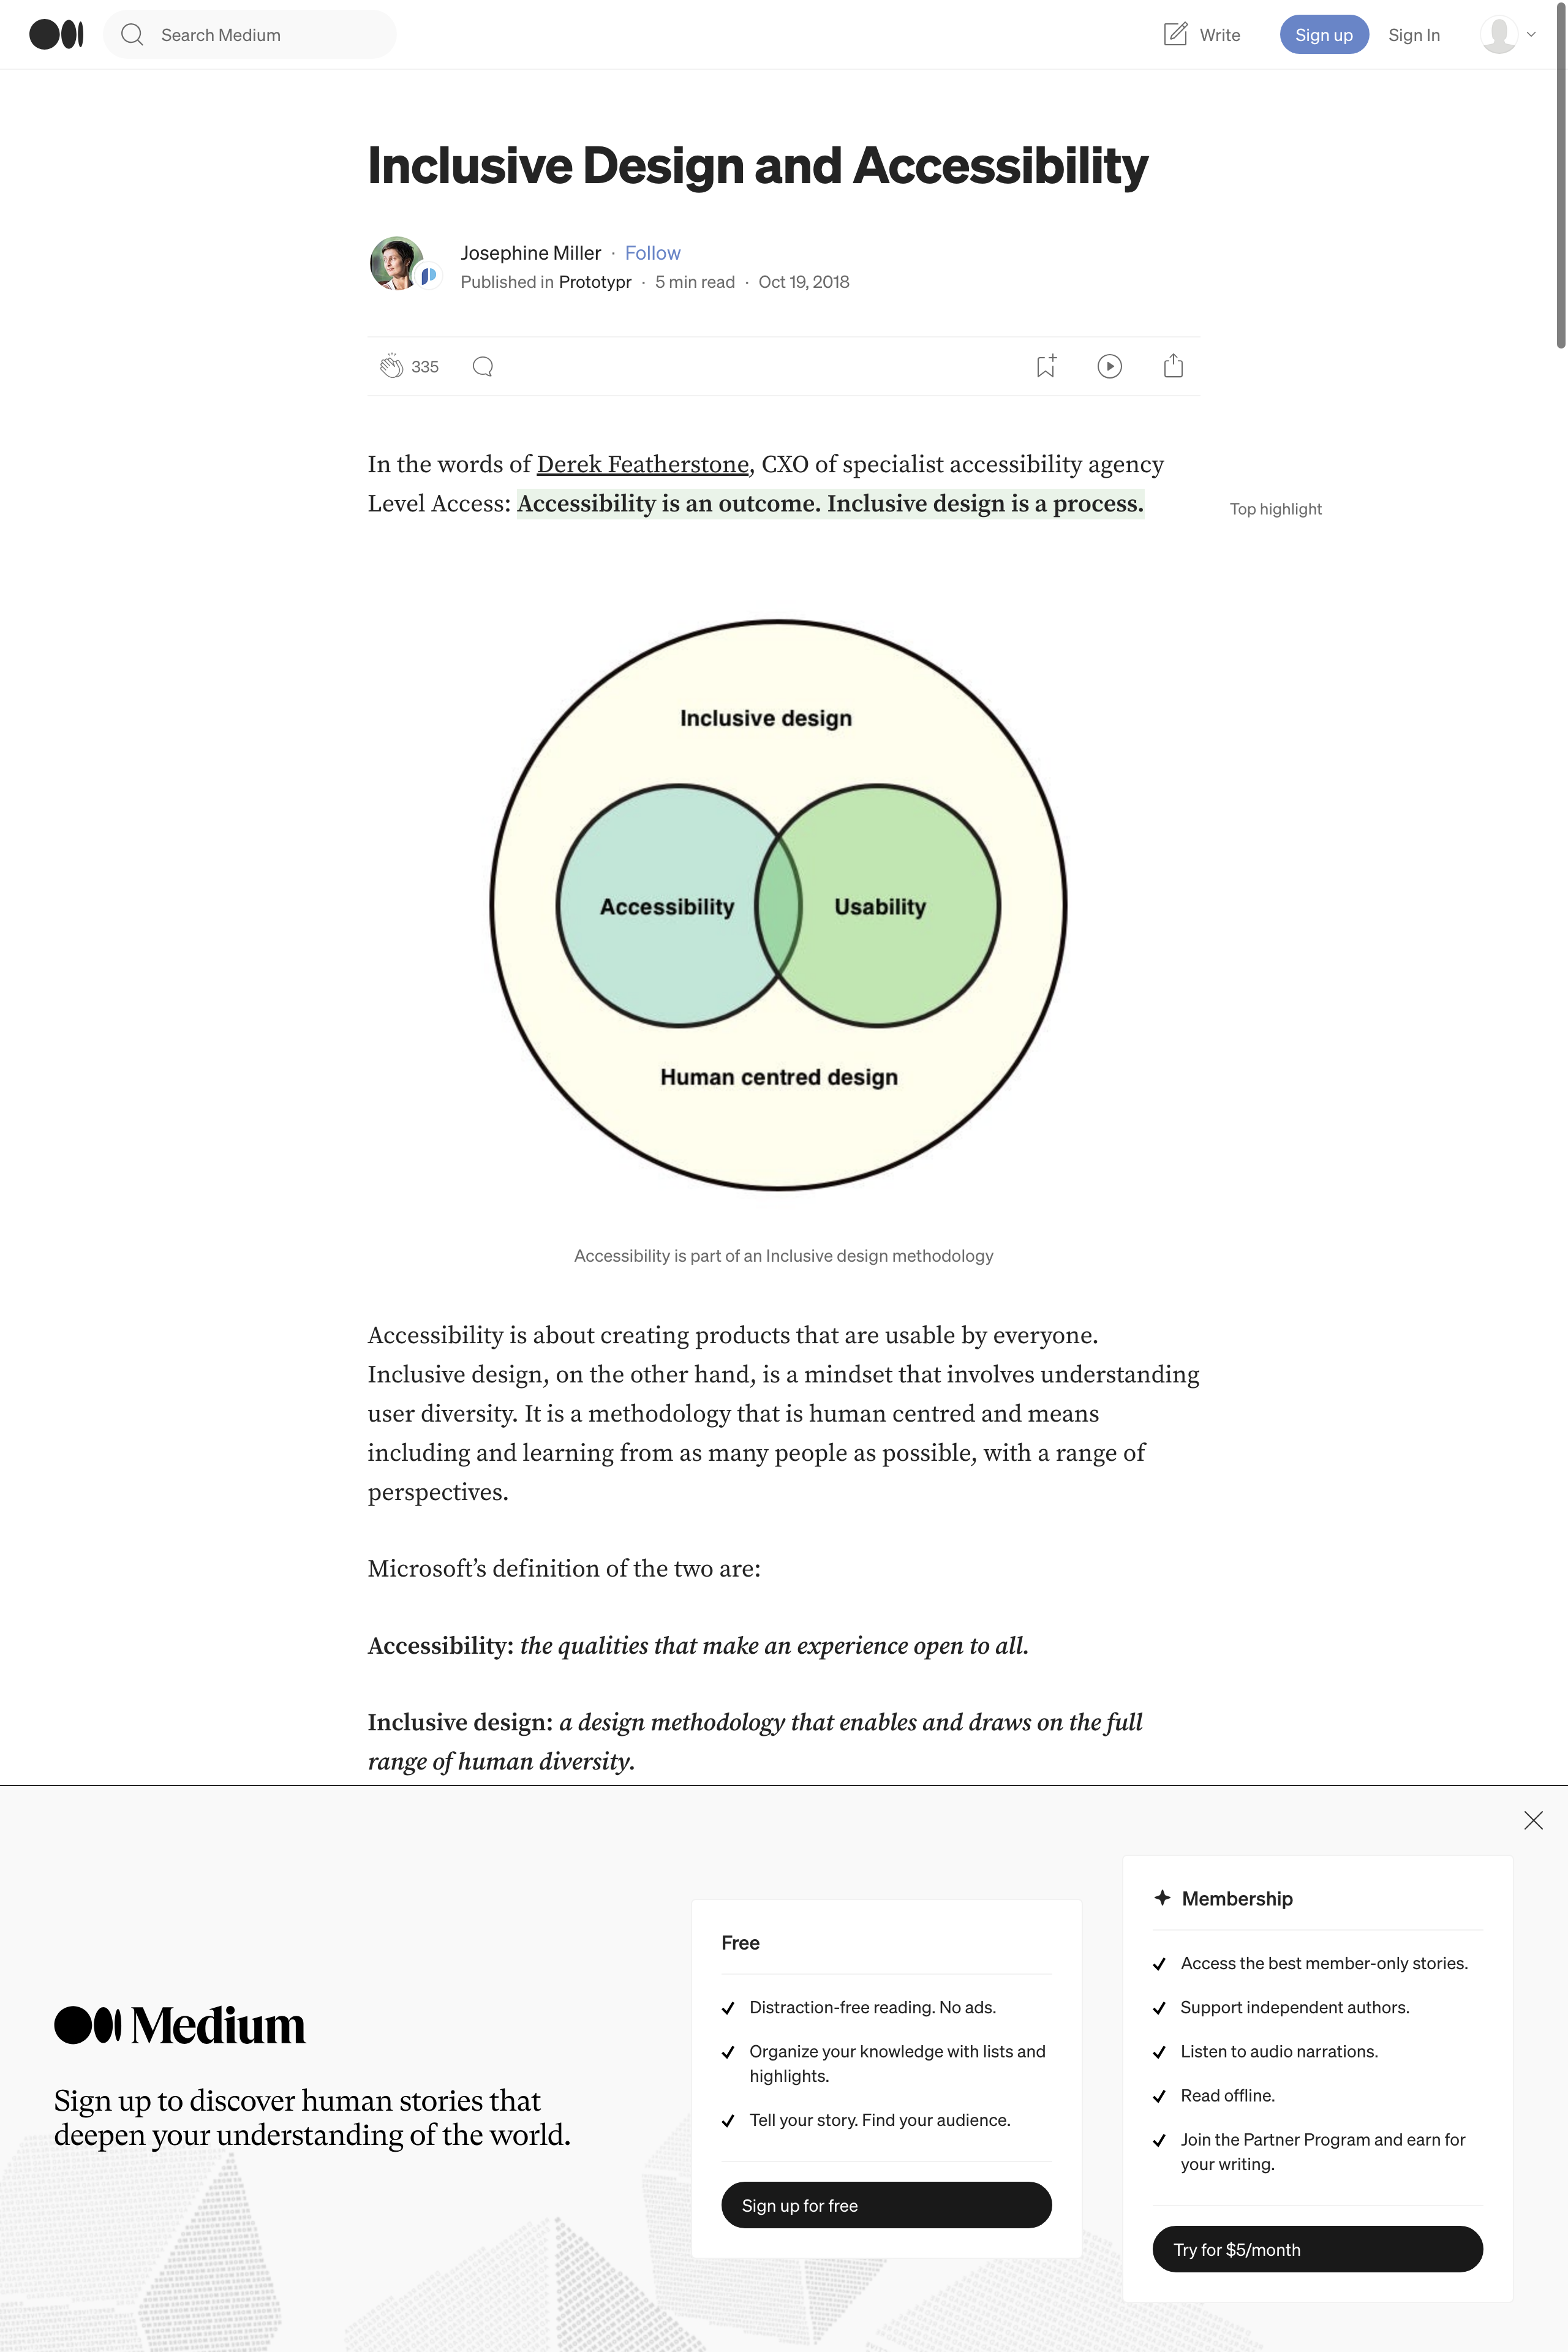 Search Medium
Write
Sign up
Sign In
Inclusive Design and Accessibility
Josephine Miller · Follow
Published in Prototypr · 5 min read · Oct 19, 2018
335
In the words of Derek Featherstone, CXO of specialist accessibility agency
Level Access: Accessibility is an outcome. Inclusive design is a process.
Top highlight
Inclusive design
Accessibility
Usability
Human centred design
Accessibility is part of an Inclusive design methodology
Accessibility is about creating products that are usable by everyone.
Inclusive design, on the other hand, is a mindset that involves understanding
user diversity. It is a methodology that is human centred and means
including and learning from as many people as possible, with a range of
perspectives.
Microsoft’s definition of the two are:
Accessibility: the qualities that make an experience open to all.
Inclusive design: a design methodology that enables and draws on the full
range of human diversity.
Medium
Sign up to discover human stories that
deepen your understanding of the world.
Free
Distraction-free reading. No ads.
Organize your knowledge with lists and
highlights.
Tell your story. Find your audience.
Sign up for free
Membership
Access the best member-only stories.
Support independent authors.
Listen to audio narrations.
Read offline.
Join the Partner Program and earn for
your writing.
Try for $5/month